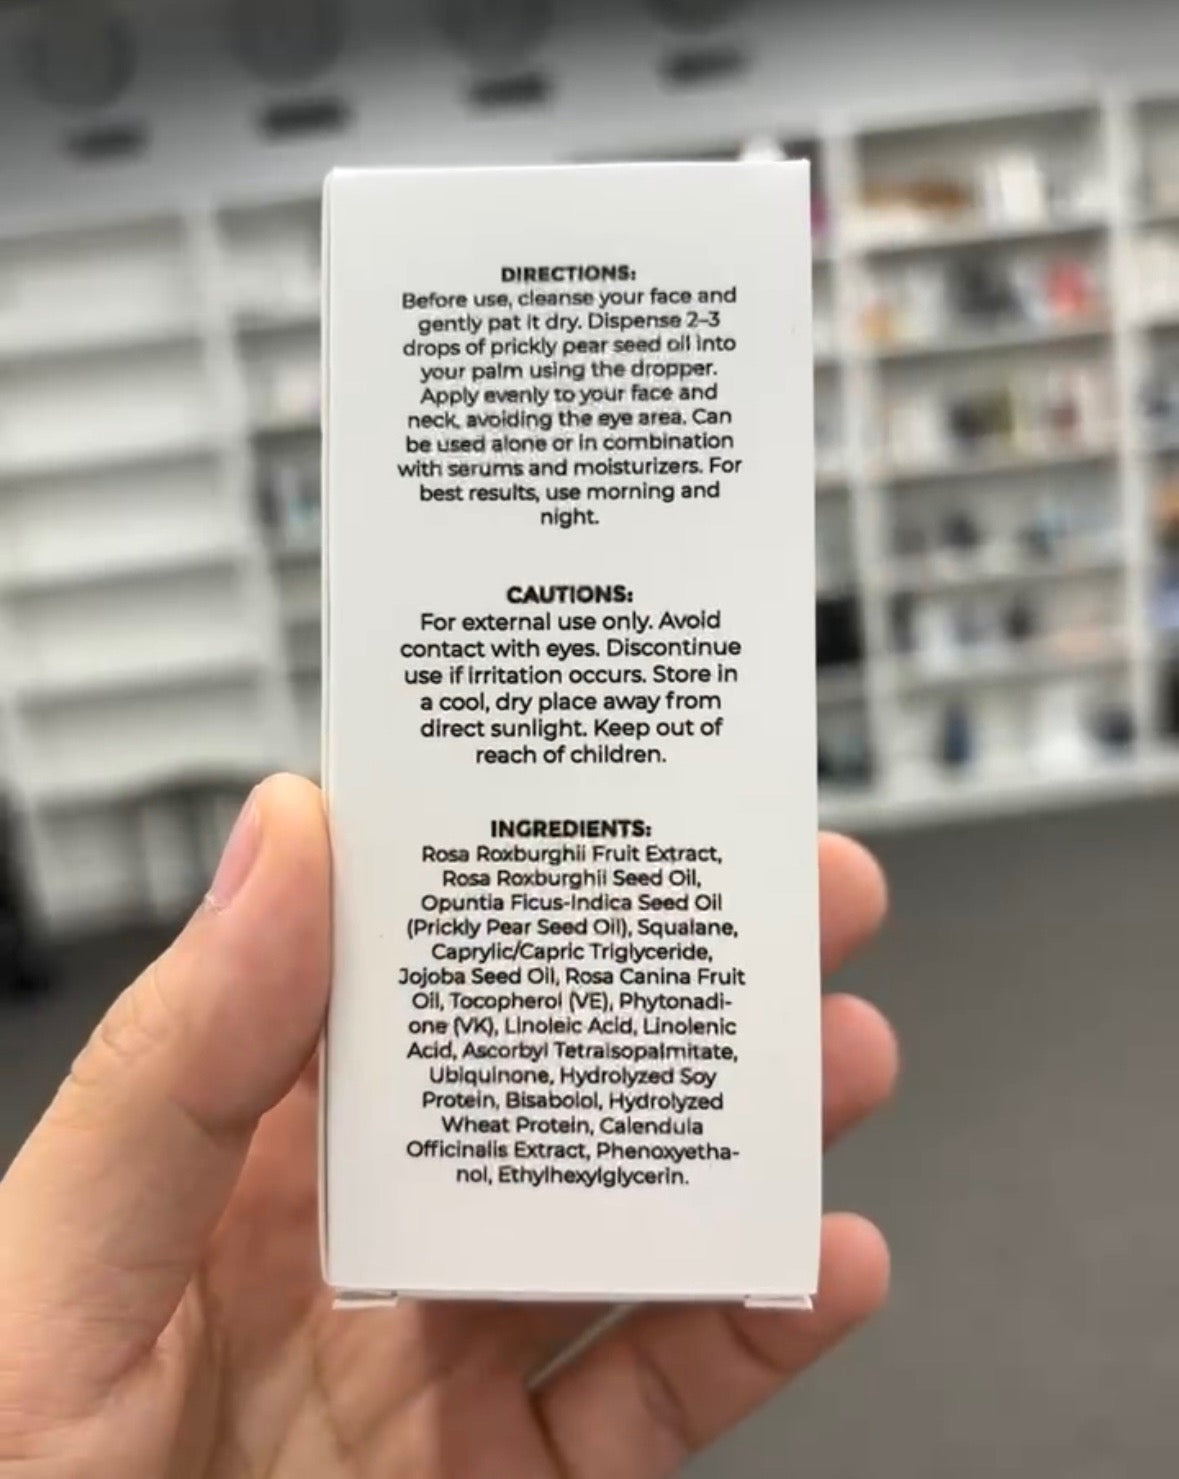 DIRECTIONS:
Before use, cleanse your face and
gently pat it dry. Dispense 2–3
drops of prickly pear seed oil into
your palm using the dropper.
Apply evenly to your face and
neck, avoiding the eye area. Can
be used alone or in combination
with serums and moisturizers. For
best results, use morning and
night.
CAUTIONS:
For external use only. Avoid
contact with eyes. Discontinue
use if irritation occurs. Store in
a cool, dry place away from
direct sunlight. Keep out of
reach of children.
INGREDIENTS:
Rosa Roxburghii Fruit Extract,
Rosa Roxburghii Seed Oil,
Opuntia Ficus-Indica Seed Oil
(Prickly Pear Seed Oil), Squalane,
Caprylic/Capric Triglyceride,
Jojoba Seed Oil, Rosa Canina Fruit
Oil, Tocopherol (VE), Phytonadi-
one (VK), Linoleic Acid, Linolenic
Acid, Ascorbyl Tetraisopalmitate,
Ubiquinone, Hydrolyzed Soy
Protein, Bisabolol, Hydrolyzed
Wheat Protein, Calendula
Officinalis Extract, Phenoxyetha-
nol, Ethylhexylglycerin.